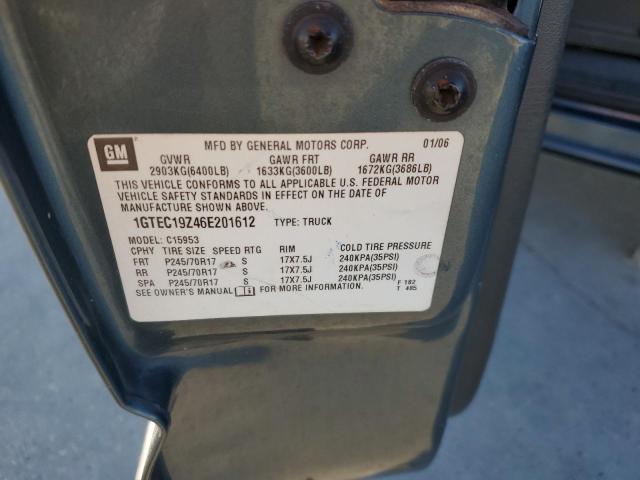 GM
MFD BY GENERAL MOTORS CORP. 01/06
GVWR GAWR FRT GAWR RR
2903KG(6400LB) 1633KG(3600LB) 1672KG(3686LB)
THIS VEHICLE CONFORMS TO ALL APPLICABLE U.S. FEDERAL MOTOR
VEHICLE SAFETY STANDARDS IN EFFECT ON THE DATE OF
MANUFACTURE SHOWN ABOVE.
1GTEC19Z46E201612 TYPE: TRUCK
MODEL: C15953
CPHY TIRE SIZE SPEED RTG RIM COLD TIRE PRESSURE
FRT P245/70R17 S 17X7.5J 240KPA(35PSI)
RR P245/70R17 S 17X7.5J 240KPA(35PSI)
SPA P245/70R17 S 17X7.5J 240KPA(35PSI)
SEE OWNER'S MANUAL FOR MORE INFORMATION.
F 182
T 485